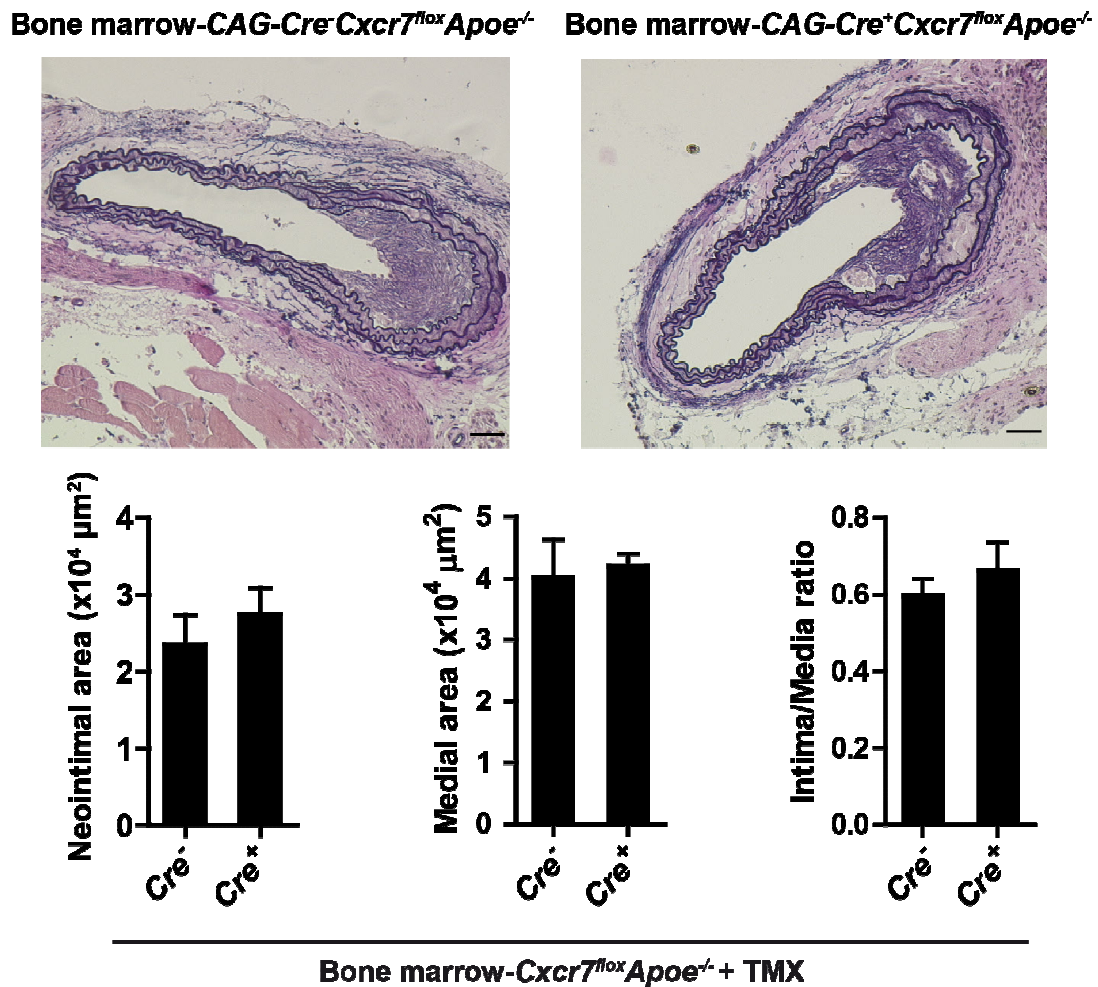 Bone marrow-CAG-Cre⁻Cxcr7ᶠˡᵒˣApoe⁻/⁻
Bone marrow-CAG-Cre⁺Cxcr7ᶠˡᵒˣApoe⁻/⁻
Neointimal area (x10⁴ µm²)
4
3
2
1
0
Cre⁻
Cre⁺
Medial area (x10⁴ µm²)
5
4
3
2
1
0
Cre⁻
Cre⁺
Intima/Media ratio
0.8
0.6
0.4
0.2
0.0
Cre⁻
Cre⁺
Bone marrow-Cxcr7ᶠˡᵒˣApoe⁻/⁻ + TMX